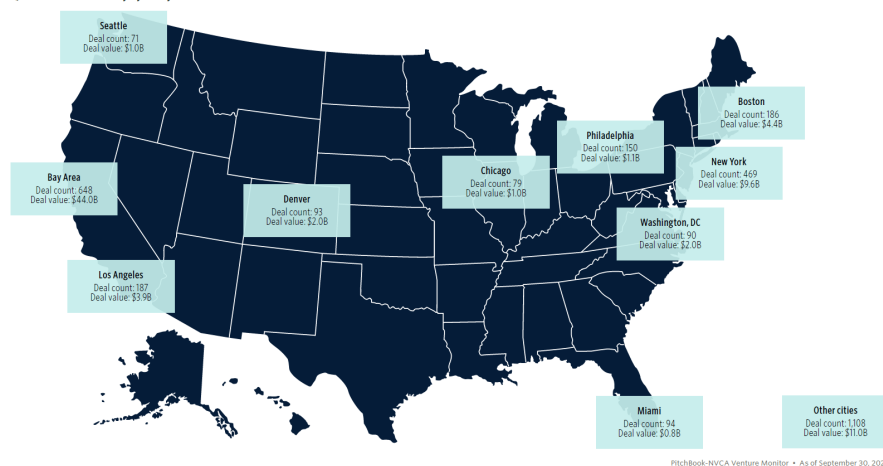 Seattle
Deal count: 71
Deal value: $1.0B
Boston
Deal count: 186
Deal value: $4.4B
Philadelphia
Deal count: 150
Deal value: $1.1B
New York
Deal count: 469
Deal value: $9.6B
Chicago
Deal count: 79
Deal value: $1.0B
Bay Area
Deal count: 648
Deal value: $44.0B
Denver
Deal count: 93
Deal value: $2.0B
Washington, DC
Deal count: 90
Deal value: $2.0B
Los Angeles
Deal count: 187
Deal value: $3.9B
Miami
Deal count: 94
Deal value: $0.8B
Other cities
Deal count: 1,108
Deal value: $11.0B
PitchBook-NVCA Venture Monitor • As of September 30,